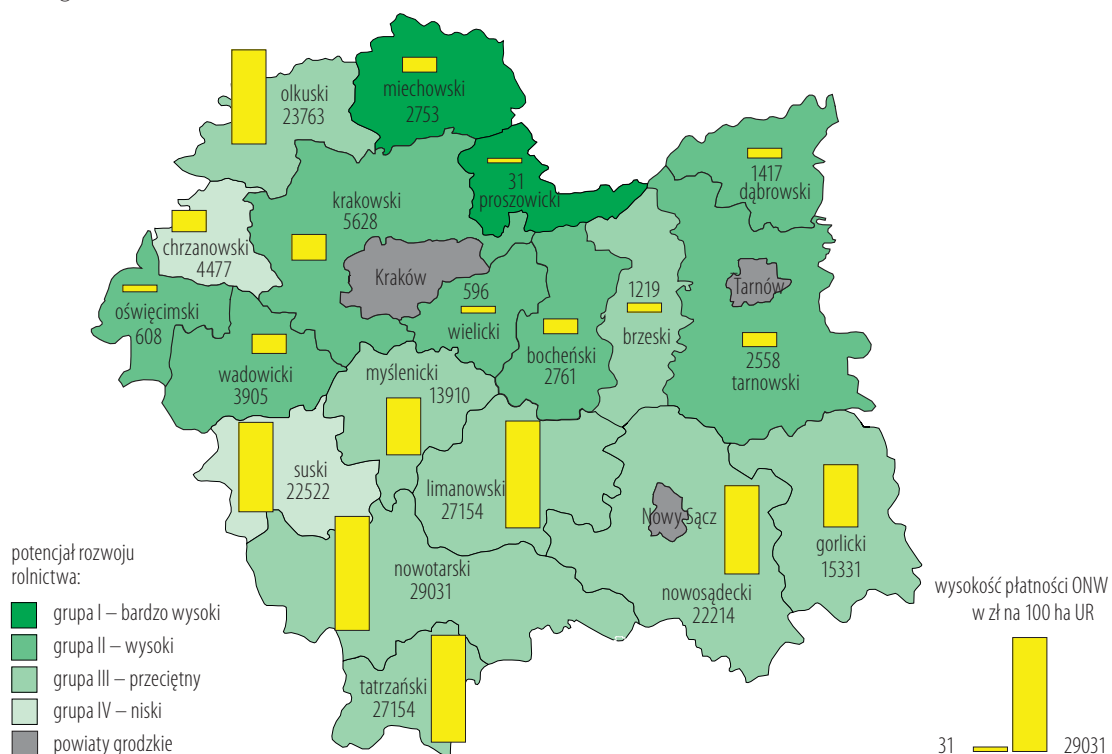 olkuski
23763
miechowski
2753
31
proszowicki
1417
dąbrowski
krakowski
5628
chrzanowski
4477
Kraków
Tarnów
oświęcimski
608
596
wielicki
1219
brzeski
bocheński
2761
2558
tarnowski
wadowicki
3905
myślenicki
13910
suski
22522
limanowski
27154
Nowy Sącz
gorlicki
15331
nowotarski
29031
nowosądecki
22214
tatrzański
27154
potencjał rozwoju
rolnictwa:
grupa I – bardzo wysoki
grupa II – wysoki
grupa III – przeciętny
grupa IV – niski
powiaty grodzkie
wysokość płatności ONW
w zł na 100 ha UR
31
29031